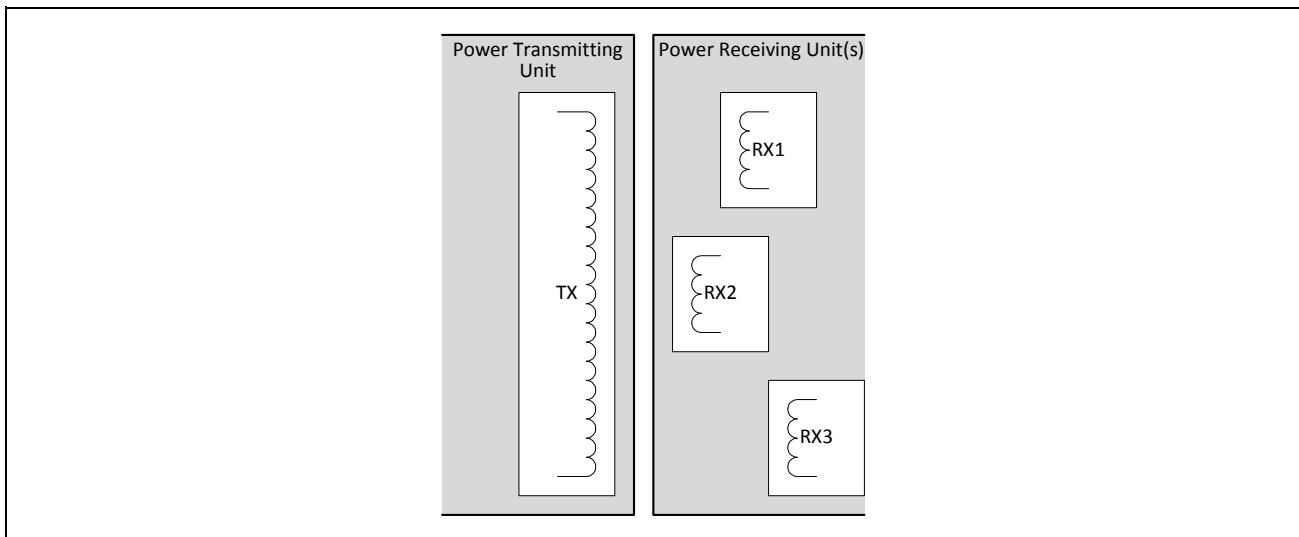 Power Transmitting
Unit
Power Receiving Unit(s)
TX
RX1
RX2
RX3